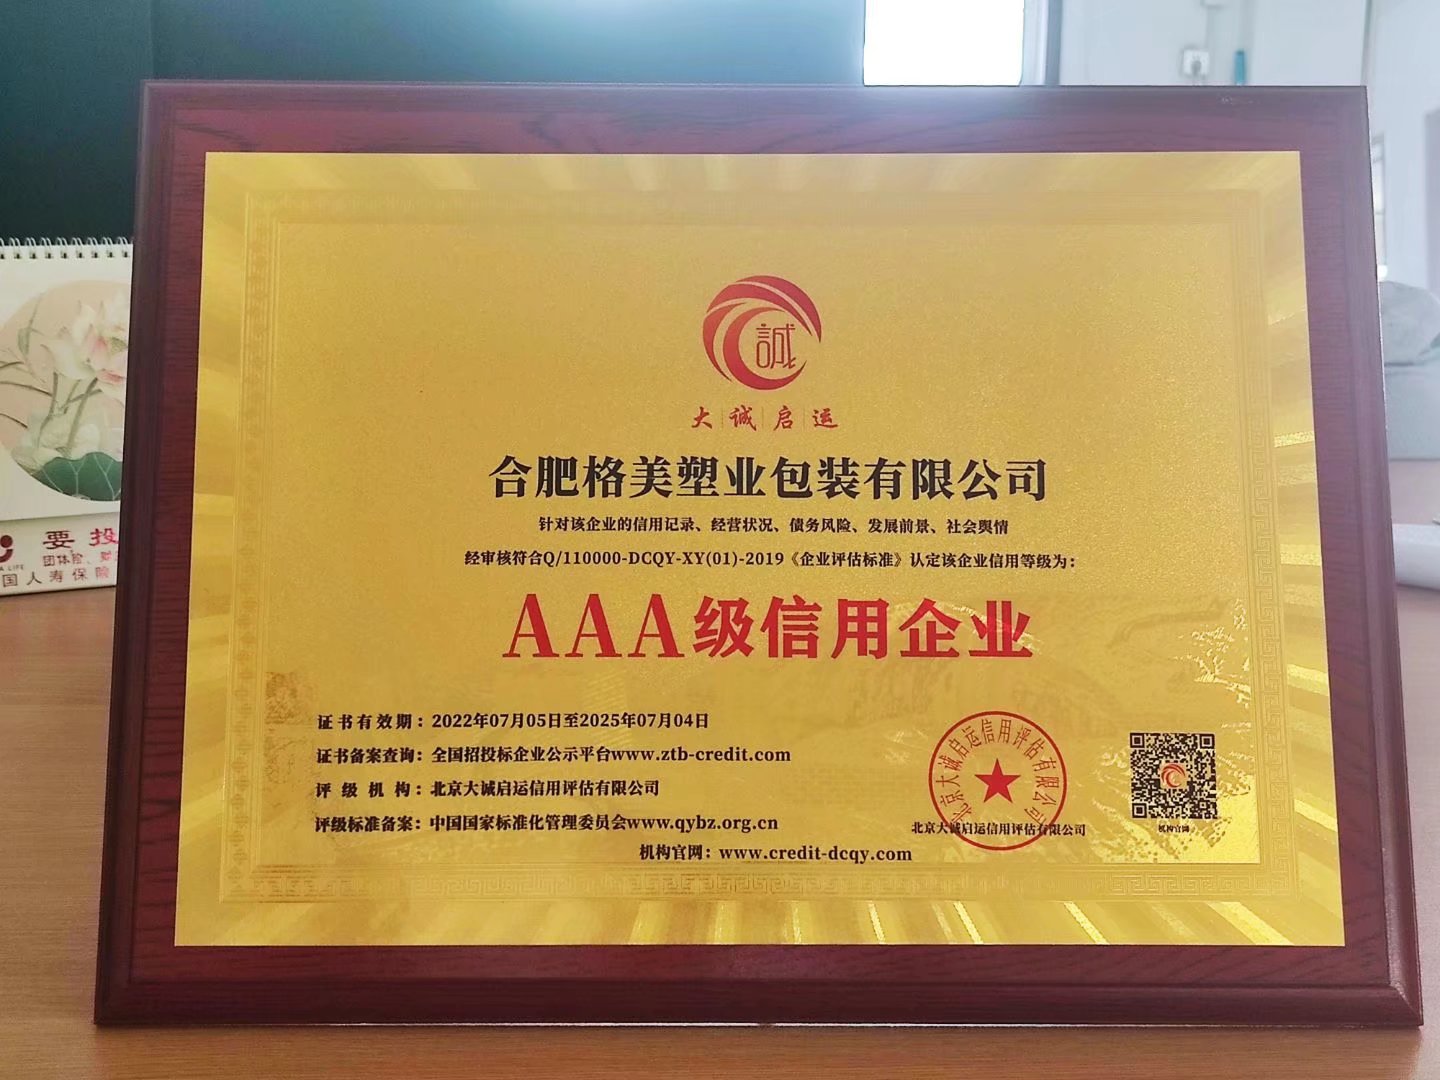 誠
大诚启运
合肥格美塑业包装有限公司
针对该企业的信用记录、经营状况、债务风险、发展前景、社会舆情
经审核符合Q/110000-DCQY-XY(01)-2019《企业评估标准》认定该企业信用等级为：
AAA级信用企业
证书有效期：2022年07月05日至2025年07月04日
证书备案查询：全国招投标企业公示平台www.ztb-credit.com
评级机构：北京大诚启运信用评估有限公司
评级标准备案：中国国家标准化管理委员会www.qybz.org.cn
机构官网：www.credit-dcqy.com
北京大诚启运信用评估有限公司
北京大诚启运信用评估有限公司
机构官网
要投
团体险、财
A LIFE
国人寿保险